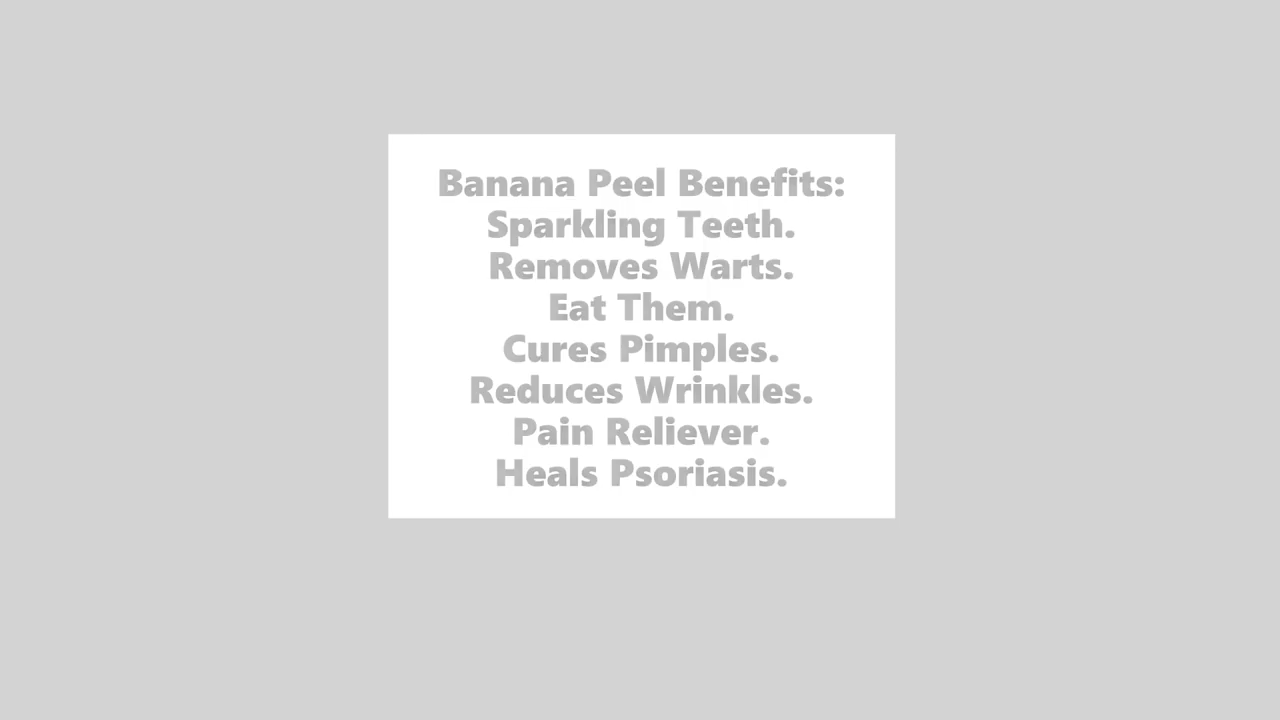 Banana Peel Benefits:
Sparkling Teeth.
Removes Warts.
Eat Them.
Cures Pimples.
Reduces Wrinkles.
Pain Reliever.
Heals Psoriasis.